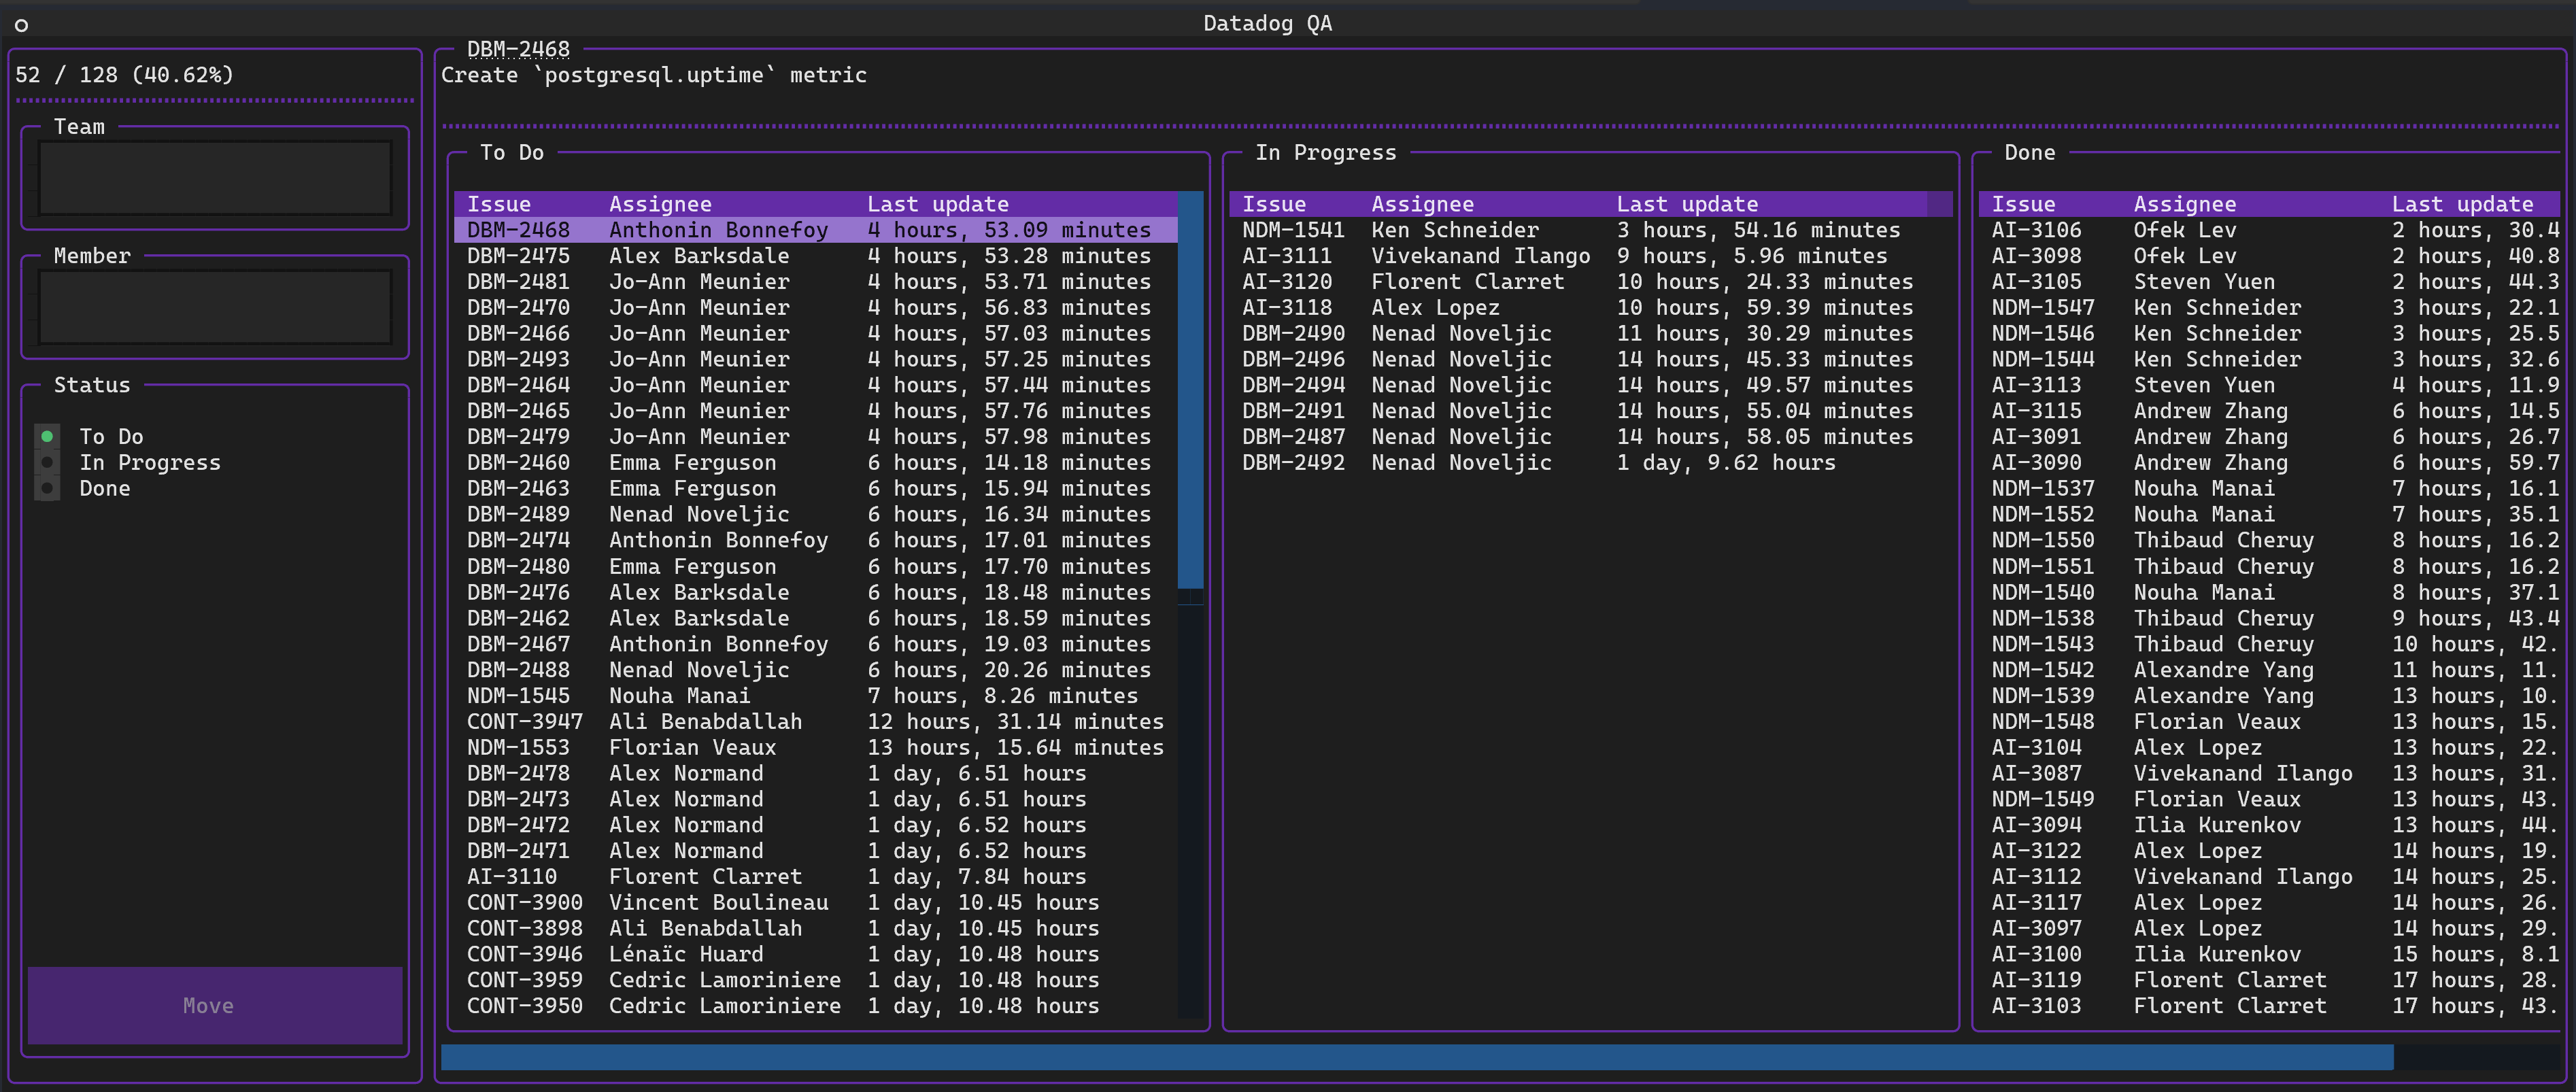 Datadog QA
52 / 128 (40.62%)
Team
Member
Status
To Do
In Progress
Done
Move
DBM-2468
Create `postgresql.uptime` metric
To Do
Issue Assignee Last update
DBM-2468 Anthonin Bonnefoy 4 hours, 53.09 minutes
DBM-2475 Alex Barksdale 4 hours, 53.28 minutes
DBM-2481 Jo-Ann Meunier 4 hours, 53.71 minutes
DBM-2470 Jo-Ann Meunier 4 hours, 56.83 minutes
DBM-2466 Jo-Ann Meunier 4 hours, 57.03 minutes
DBM-2493 Jo-Ann Meunier 4 hours, 57.25 minutes
DBM-2464 Jo-Ann Meunier 4 hours, 57.44 minutes
DBM-2465 Jo-Ann Meunier 4 hours, 57.76 minutes
DBM-2479 Jo-Ann Meunier 4 hours, 57.98 minutes
DBM-2460 Emma Ferguson 6 hours, 14.18 minutes
DBM-2463 Emma Ferguson 6 hours, 15.94 minutes
DBM-2489 Nenad Noveljic 6 hours, 16.34 minutes
DBM-2474 Anthonin Bonnefoy 6 hours, 17.01 minutes
DBM-2480 Emma Ferguson 6 hours, 17.70 minutes
DBM-2476 Alex Barksdale 6 hours, 18.48 minutes
DBM-2462 Alex Barksdale 6 hours, 18.59 minutes
DBM-2467 Anthonin Bonnefoy 6 hours, 19.03 minutes
DBM-2488 Nenad Noveljic 6 hours, 20.26 minutes
NDM-1545 Nouha Manai 7 hours, 8.26 minutes
CONT-3947 Ali Benabdallah 12 hours, 31.14 minutes
NDM-1553 Florian Veaux 13 hours, 15.64 minutes
DBM-2478 Alex Normand 1 day, 6.51 hours
DBM-2473 Alex Normand 1 day, 6.51 hours
DBM-2472 Alex Normand 1 day, 6.52 hours
DBM-2471 Alex Normand 1 day, 6.52 hours
AI-3110 Florent Clarret 1 day, 7.84 hours
CONT-3900 Vincent Boulineau 1 day, 10.45 hours
CONT-3898 Ali Benabdallah 1 day, 10.45 hours
CONT-3946 Lénaïc Huard 1 day, 10.48 hours
CONT-3959 Cedric Lamoriniere 1 day, 10.48 hours
CONT-3950 Cedric Lamoriniere 1 day, 10.48 hours
In Progress
Issue Assignee Last update
NDM-1541 Ken Schneider 3 hours, 54.16 minutes
AI-3111 Vivekanand Ilango 9 hours, 5.96 minutes
AI-3120 Florent Clarret 10 hours, 24.33 minutes
AI-3118 Alex Lopez 10 hours, 59.39 minutes
DBM-2490 Nenad Noveljic 11 hours, 30.29 minutes
DBM-2496 Nenad Noveljic 14 hours, 45.33 minutes
DBM-2494 Nenad Noveljic 14 hours, 49.57 minutes
DBM-2491 Nenad Noveljic 14 hours, 55.04 minutes
DBM-2487 Nenad Noveljic 14 hours, 58.05 minutes
DBM-2492 Nenad Noveljic 1 day, 9.62 hours
Done
Issue Assignee Last update
AI-3106 Ofek Lev 2 hours, 30.4
AI-3098 Ofek Lev 2 hours, 40.8
AI-3105 Steven Yuen 2 hours, 44.3
NDM-1547 Ken Schneider 3 hours, 22.1
NDM-1546 Ken Schneider 3 hours, 25.5
NDM-1544 Ken Schneider 3 hours, 32.6
AI-3113 Steven Yuen 4 hours, 11.9
AI-3115 Andrew Zhang 6 hours, 14.5
AI-3091 Andrew Zhang 6 hours, 26.7
AI-3090 Andrew Zhang 6 hours, 59.7
NDM-1537 Nouha Manai 7 hours, 16.1
NDM-1552 Nouha Manai 7 hours, 35.1
NDM-1550 Thibaud Cheruy 8 hours, 16.2
NDM-1551 Thibaud Cheruy 8 hours, 16.2
NDM-1540 Nouha Manai 8 hours, 37.1
NDM-1538 Thibaud Cheruy 9 hours, 43.4
NDM-1543 Thibaud Cheruy 10 hours, 42.
NDM-1542 Alexandre Yang 11 hours, 11.
NDM-1539 Alexandre Yang 13 hours, 10.
NDM-1548 Florian Veaux 13 hours, 15.
AI-3104 Alex Lopez 13 hours, 22.
AI-3087 Vivekanand Ilango 13 hours, 31.
NDM-1549 Florian Veaux 13 hours, 43.
AI-3094 Ilia Kurenkov 13 hours, 44.
AI-3122 Alex Lopez 14 hours, 19.
AI-3112 Vivekanand Ilango 14 hours, 25.
AI-3117 Alex Lopez 14 hours, 26.
AI-3097 Alex Lopez 14 hours, 29.
AI-3100 Ilia Kurenkov 15 hours, 8.1
AI-3119 Florent Clarret 17 hours, 28.
AI-3103 Florent Clarret 17 hours, 43.